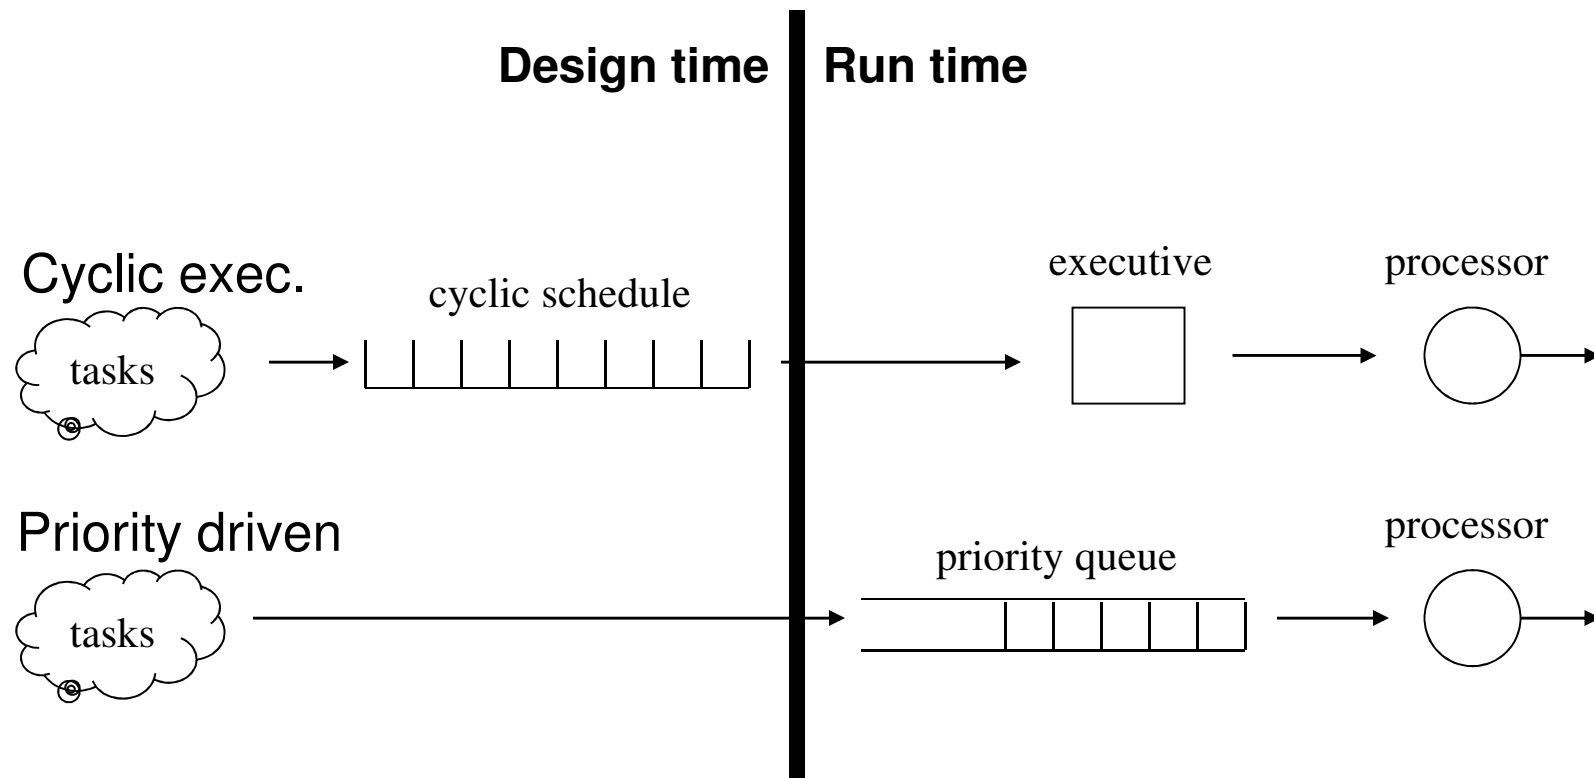 Design time
Run time
Cyclic exec.
cyclic schedule
executive
processor
tasks
Priority driven
priority queue
processor
tasks